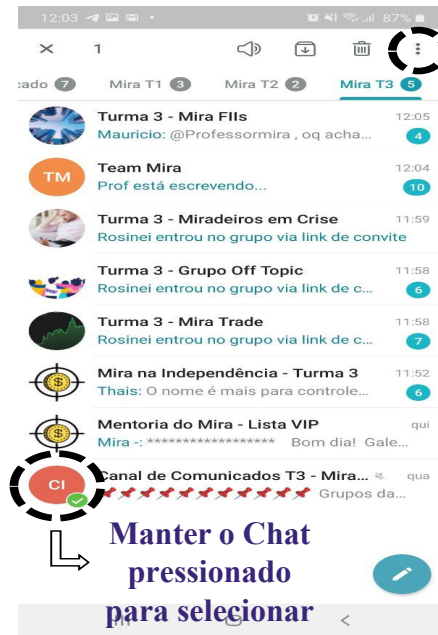 12:03 87%
1
cado 7 Mira T1 3 Mira T2 2 Mira T3 5
Turma 3 - Mira FIIs 12:05
Mauricio: @Professormira , oq acha... 4
TM Team Mira 12:04
Prof está escrevendo... 10
Turma 3 - Miradeiros em Crise 11:59
Rosinei entrou no grupo via link de convite
Turma 3 - Grupo Off Topic 11:58
Rosinei entrou no grupo via link de c... 6
Turma 3 - Mira Trade 11:58
Rosinei entrou no grupo via link de c... 7
Mira na Independência - Turma 3 11:52
Thais: O nome é mais para controle... 6
Mentoria do Mira - Lista VIP qui
Mira -: ****************** Bom dia! Gale...
CI Canal de Comunicados T3 - Mira... qua
Grupos da...
Manter o Chat
pressionado
para selecionar